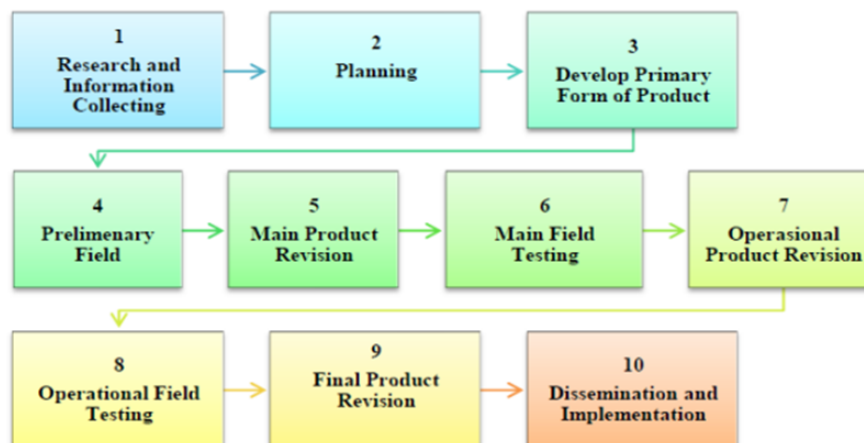 1
Research and
Information
Collecting
2
Planning
3
Develop Primary
Form of Product
4
Prelimenary
Field
5
Main Product
Revision
6
Main Field
Testing
7
Operasional
Product Revision
8
Operational Field
Testing
9
Final Product
Revision
10
Dissemination and
Implementation